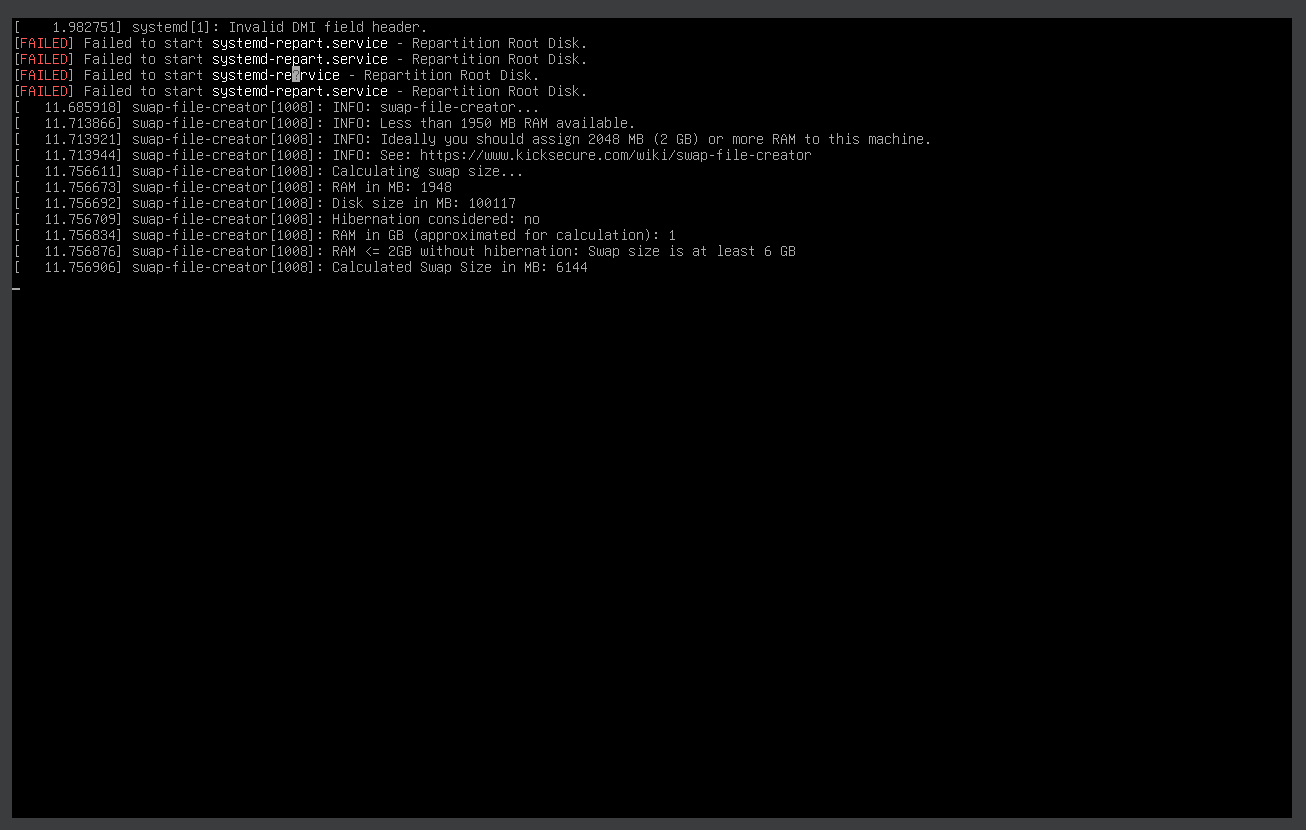 [    1.982751] systemd[1]: Invalid DMI field header.
[FAILED] Failed to start systemd-repart.service - Repartition Root Disk.
[FAILED] Failed to start systemd-repart.service - Repartition Root Disk.
[FAILED] Failed to start systemd-re?rvice - Repartition Root Disk.
[FAILED] Failed to start systemd-repart.service - Repartition Root Disk.
[   11.685918] swap-file-creator[1008]: INFO: swap-file-creator...
[   11.713866] swap-file-creator[1008]: INFO: Less than 1950 MB RAM available.
[   11.713921] swap-file-creator[1008]: INFO: Ideally you should assign 2048 MB (2 GB) or more RAM to this machine.
[   11.713944] swap-file-creator[1008]: INFO: See: https://www.kicksecure.com/wiki/swap-file-creator
[   11.756611] swap-file-creator[1008]: Calculating swap size...
[   11.756673] swap-file-creator[1008]: RAM in MB: 1948
[   11.756692] swap-file-creator[1008]: Disk size in MB: 100117
[   11.756709] swap-file-creator[1008]: Hibernation considered: no
[   11.756834] swap-file-creator[1008]: RAM in GB (approximated for calculation): 1
[   11.756876] swap-file-creator[1008]: RAM <= 2GB without hibernation: Swap size is at least 6 GB
[   11.756906] swap-file-creator[1008]: Calculated Swap Size in MB: 6144